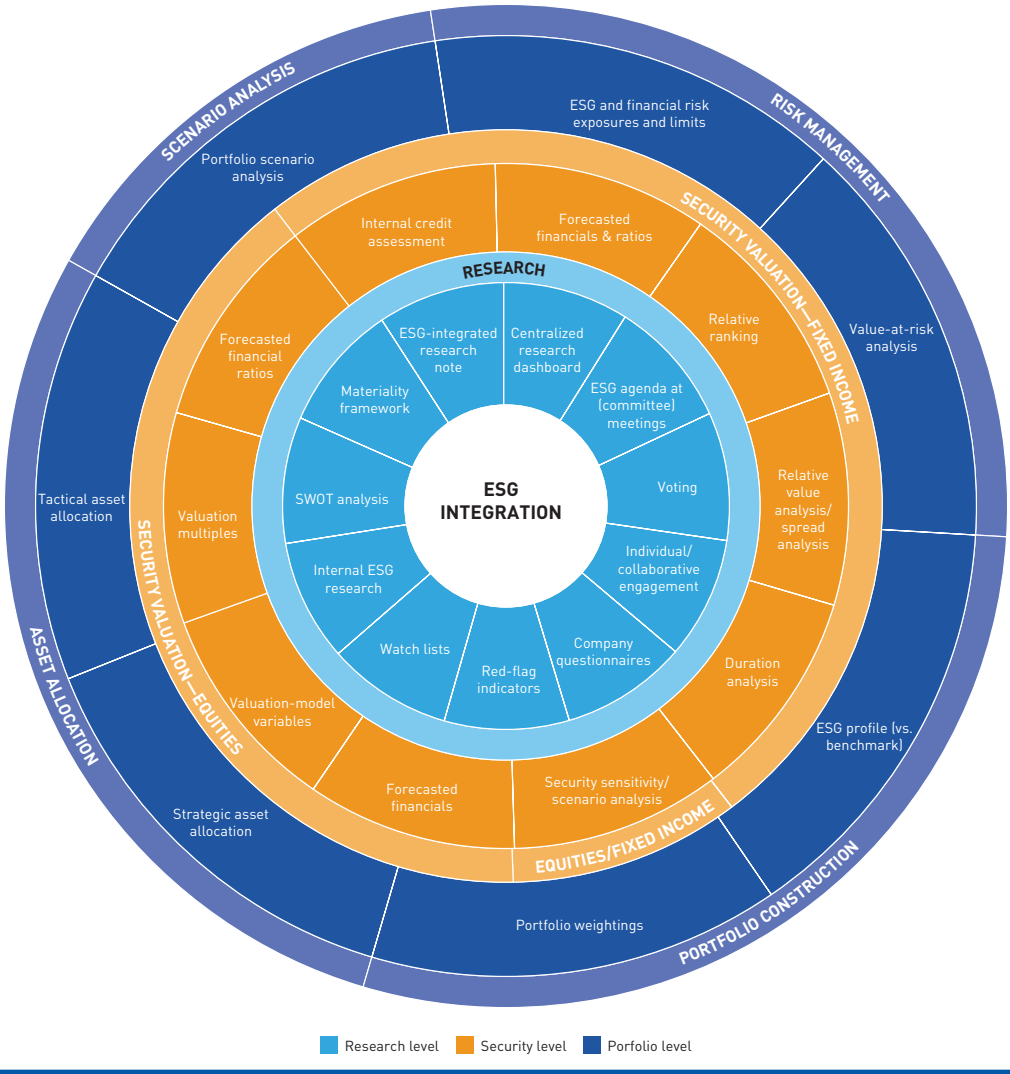 SCENARIO ANALYSIS
RISK MANAGEMENT
ESG and financial risk
exposures and limits
Portfolio scenario
analysis
SECURITY VALUATION—FIXED INCOME
Internal credit
assessment
Forecasted
financials & ratios
RESEARCH
Relative
ranking
Value-at-risk
analysis
Forecasted
financial
ratios
ESG-integrated
research
note
Centralized
research
dashboard
Materiality
framework
ESG agenda at
(committee)
meetings
Tactical asset
allocation
Valuation
multiples
SWOT analysis
ESG
INTEGRATION
Voting
Relative
value
analysis/
spread
analysis
Internal ESG
research
Individual/
collaborative
engagement
SECURITY VALUATION—EQUITIES
Watch lists
Red-flag
indicators
Company
questionnaires
Duration
analysis
ASSET ALLOCATION
Valuation-model
variables
ESG profile (vs.
benchmark)
Forecasted
financials
Security sensitivity/
scenario analysis
Strategic asset
allocation
EQUITIES/FIXED INCOME
PORTFOLIO CONSTRUCTION
Portfolio weightings
Research level
Security level
Porfolio level